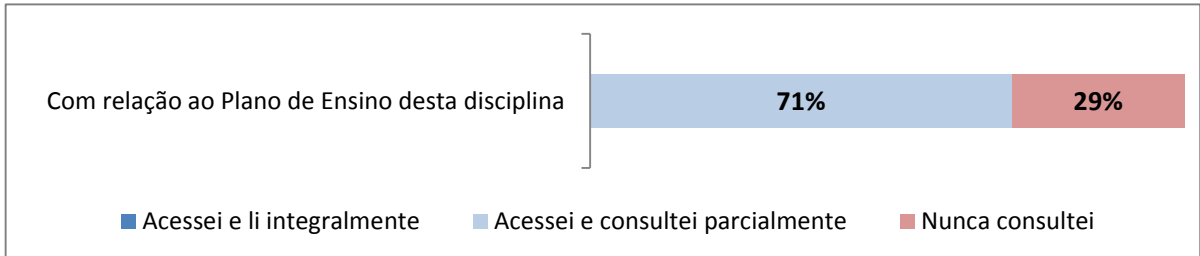 Com relação ao Plano de Ensino desta disciplina
71%
29%
Acessei e li integralmente
Acessei e consultei parcialmente
Nunca consultei